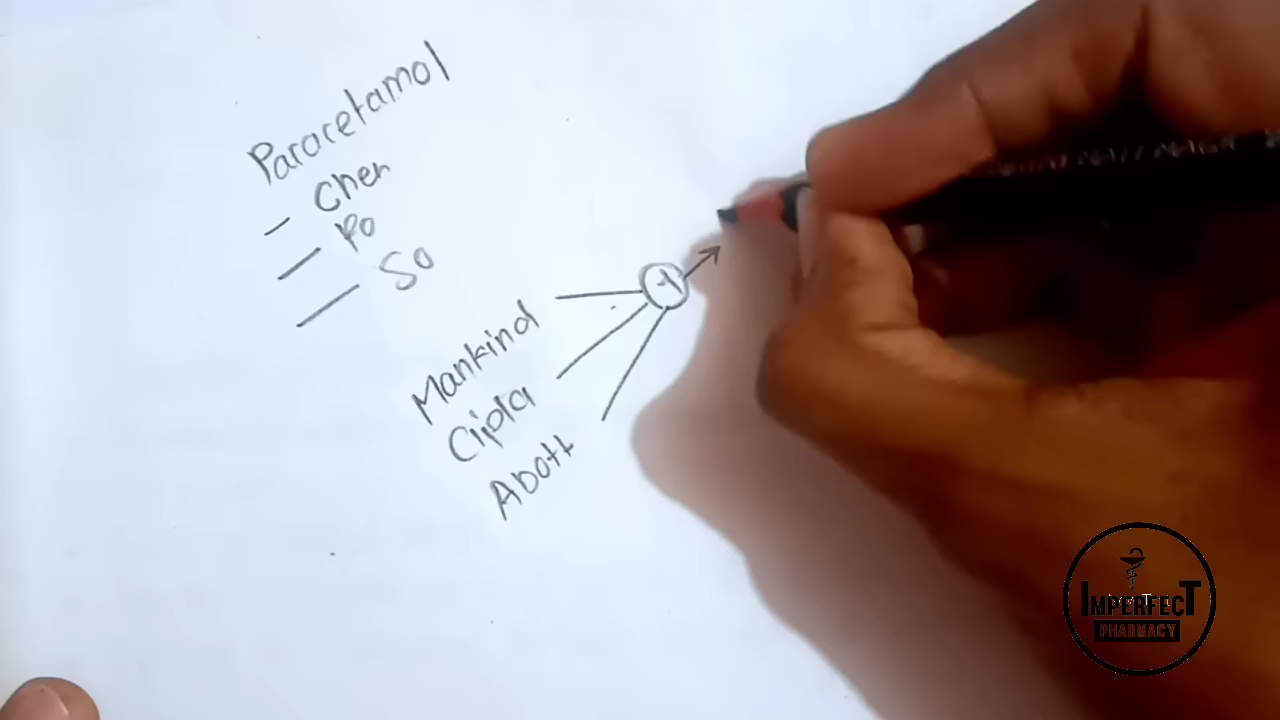 Paracetamol
– Chem
– Po
– So
Mankind
Cipla
Abott
IMPERFECT
PHARMACY